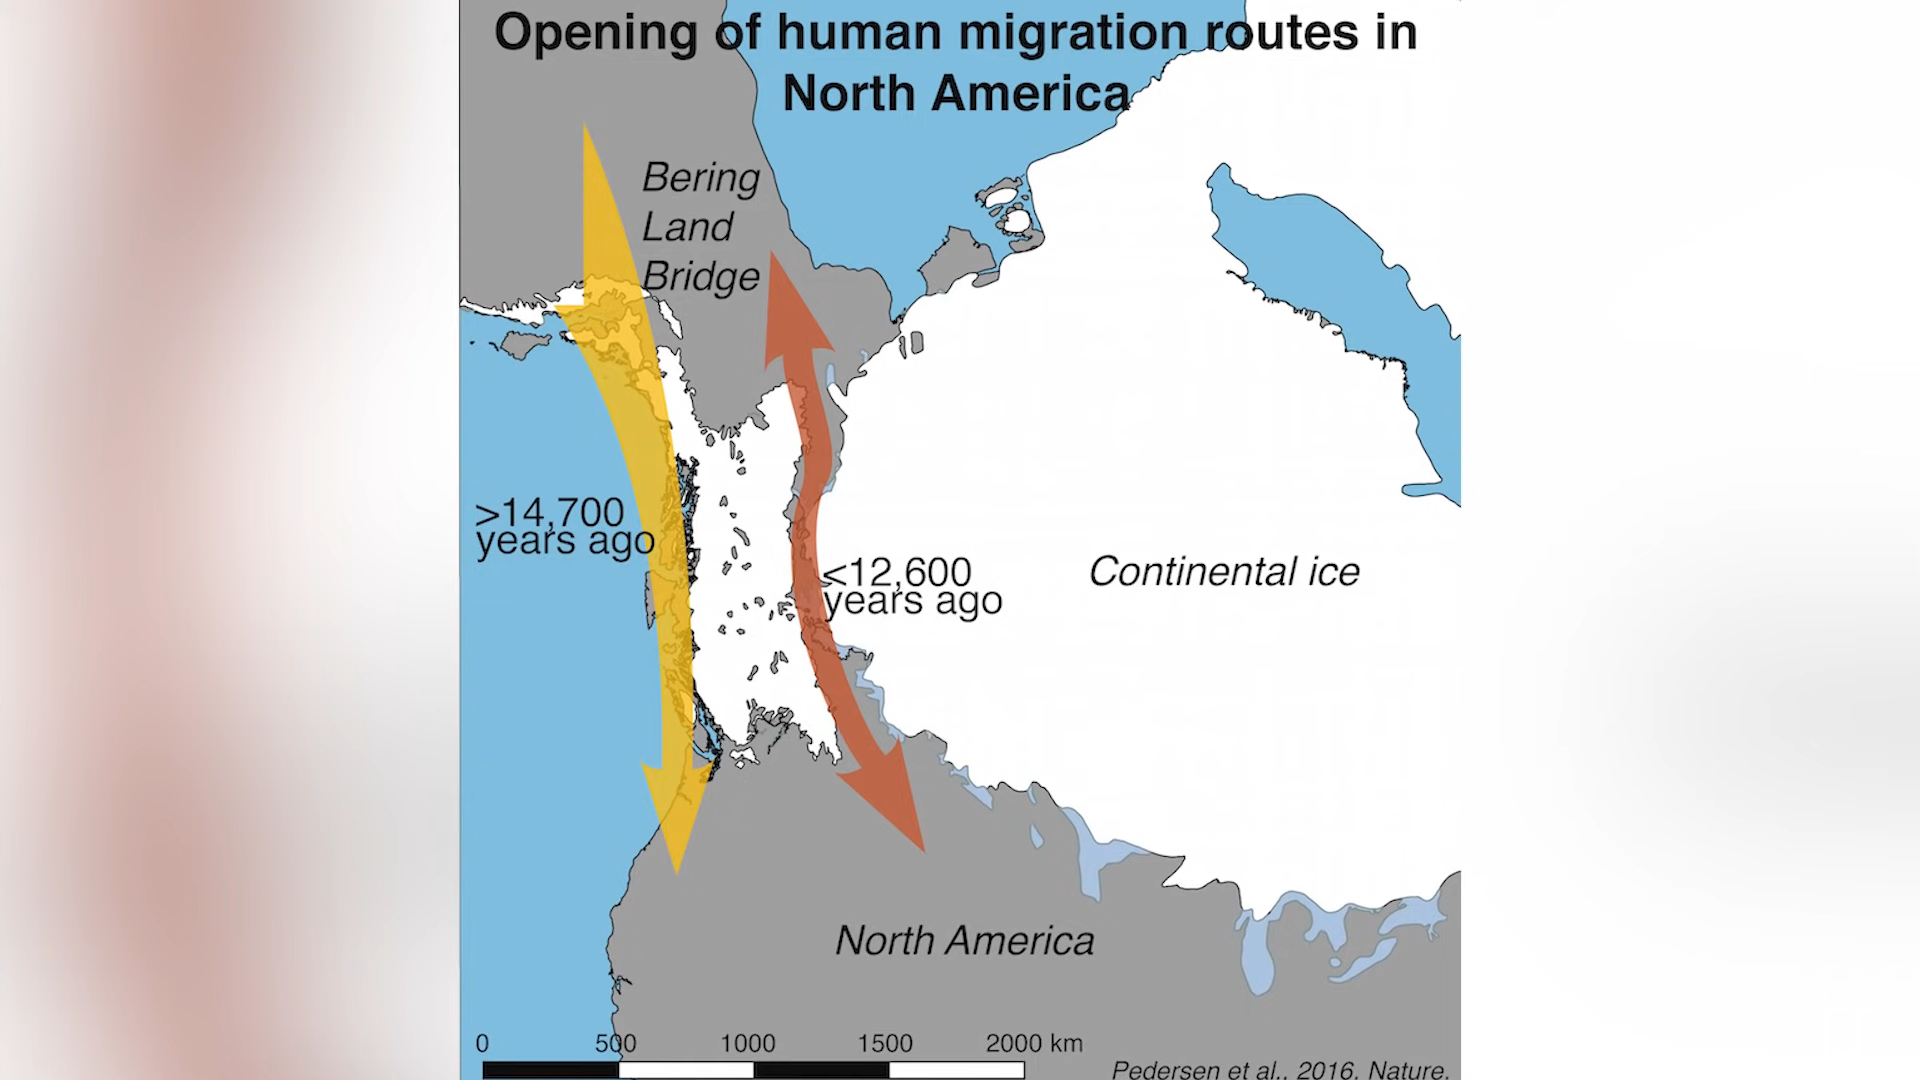 Opening of human migration routes in
North America
Bering
Land
Bridge
>14,700
years ago
<12,600
years ago
Continental ice
North America
0 500 1000 1500 2000 km
Pedersen et al., 2016. Nature.